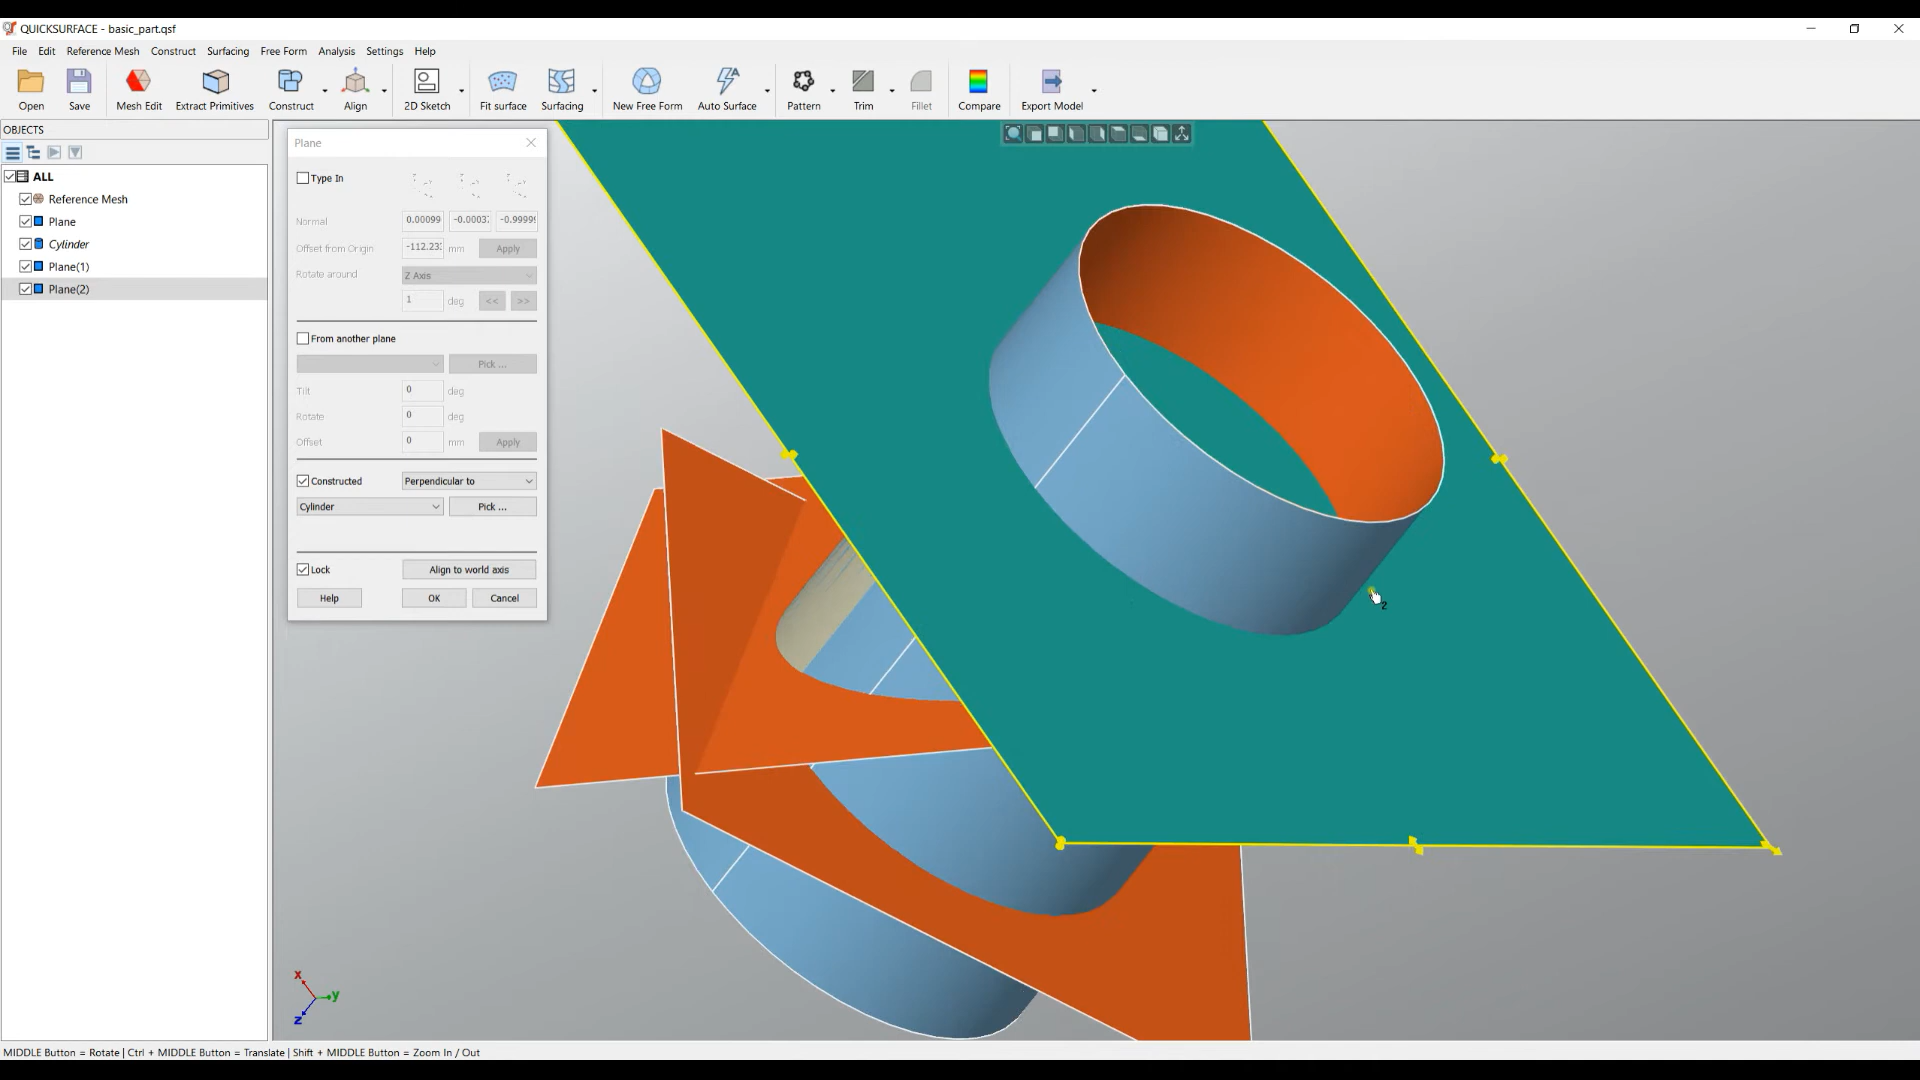 QUICKSURFACE - basic_part.qsf
File Edit Reference Mesh Construct Surfacing Free Form Analysis Settings Help
Open Save Mesh Edit Extract Primitives Construct Align 2D Sketch Fit surface Surfacing New Free Form Auto Surface Pattern Trim Fillet Compare Export Model
OBJECTS
ALL
Reference Mesh
Plane
Cylinder
Plane(1)
Plane(2)
Plane
Type In
Normal 0.00099 -0.0003 -0.9999
Offset from Origin -112.23 mm Apply
Rotate around Z Axis
1 deg << >>
From another plane
Pick ...
Tilt 0 deg
Rotate 0 deg
Offset 0 mm Apply
Constructed Perpendicular to
Cylinder Pick ...
Lock Align to world axis
Help OK Cancel
2
x
y
z
MIDDLE Button = Rotate | Ctrl + MIDDLE Button = Translate | Shift + MIDDLE Button = Zoom In / Out